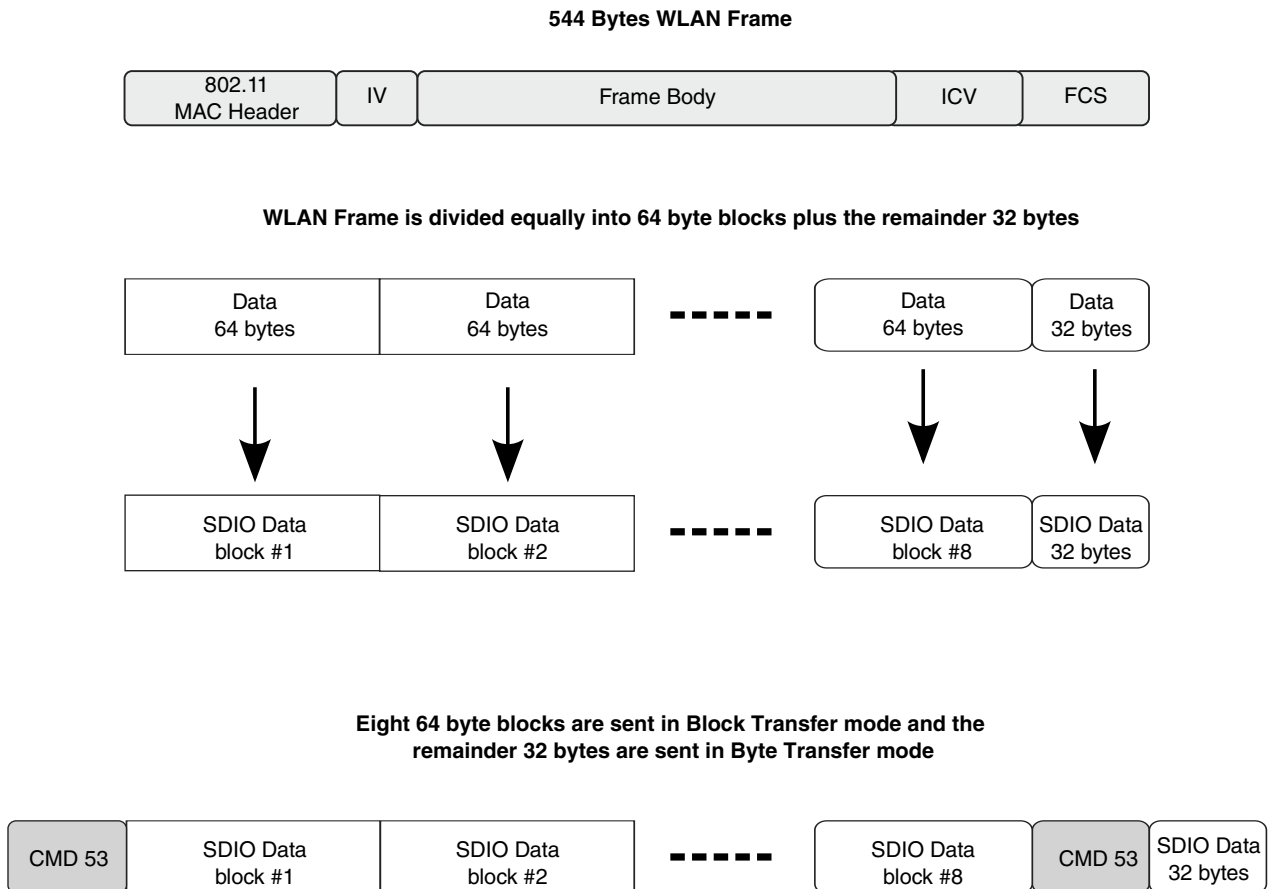 544 Bytes WLAN Frame
802.11
MAC Header
IV
Frame Body
ICV
FCS
WLAN Frame is divided equally into 64 byte blocks plus the remainder 32 bytes
Data
64 bytes
Data
64 bytes
Data
64 bytes
Data
32 bytes
SDIO Data
block #1
SDIO Data
block #2
SDIO Data
block #8
SDIO Data
32 bytes
Eight 64 byte blocks are sent in Block Transfer mode and the
remainder 32 bytes are sent in Byte Transfer mode
CMD 53
SDIO Data
block #1
SDIO Data
block #2
SDIO Data
block #8
CMD 53
SDIO Data
32 bytes